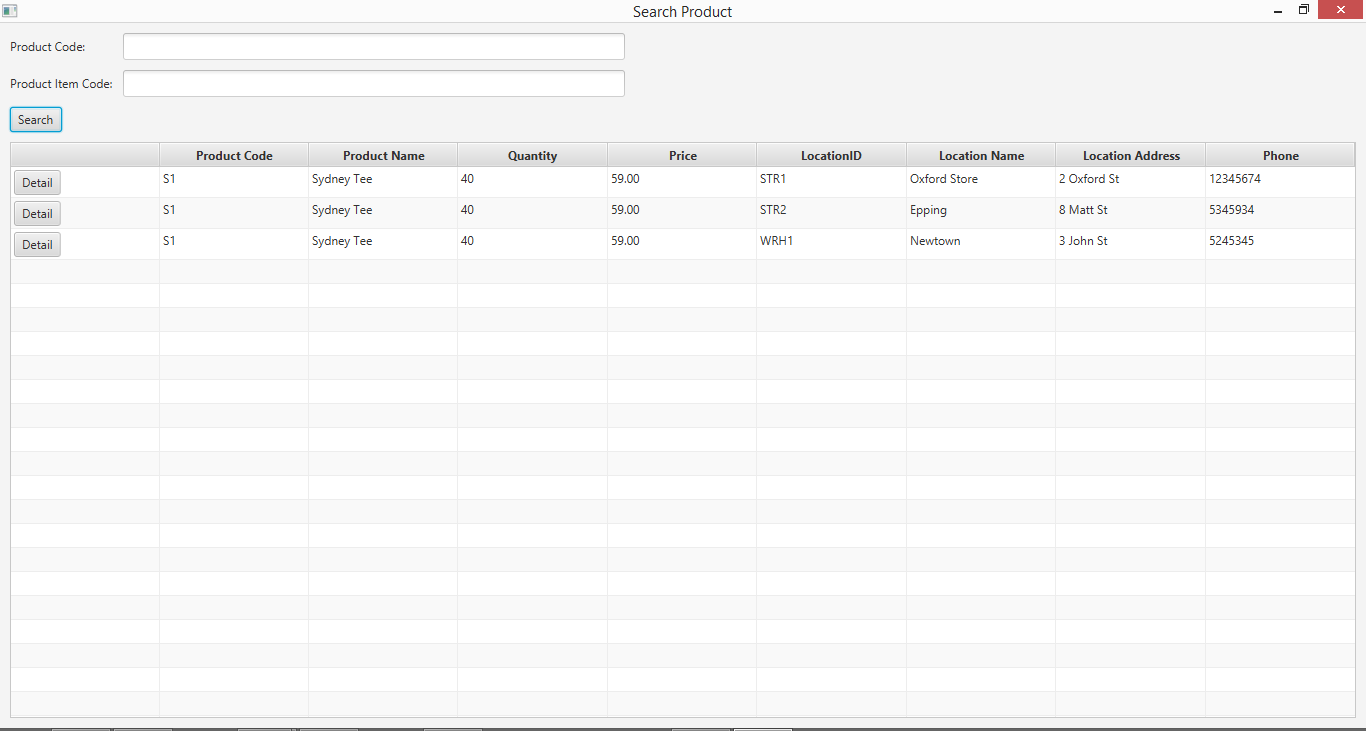 Search Product
Product Code:
Product Item Code:
Search
Product Code Product Name Quantity Price LocationID Location Name Location Address Phone
Detail S1 Sydney Tee 40 59.00 STR1 Oxford Store 2 Oxford St 12345674
Detail S1 Sydney Tee 40 59.00 STR2 Epping 8 Matt St 5345934
Detail S1 Sydney Tee 40 59.00 WRH1 Newtown 3 John St 5245345